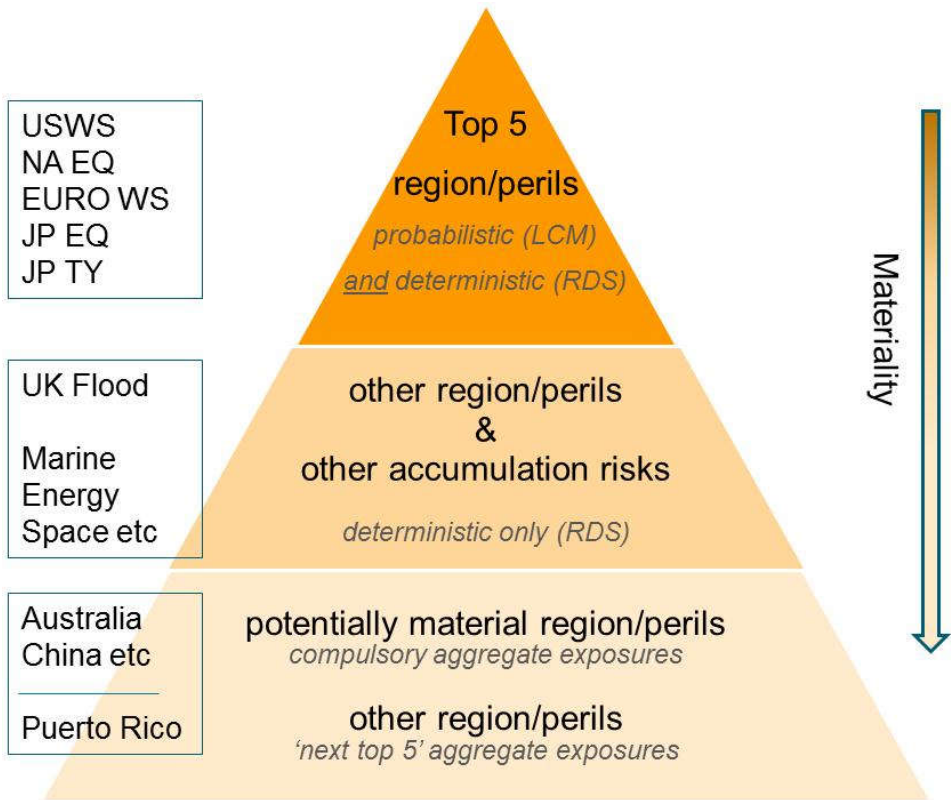 USWS
NA EQ
EURO WS
JP EQ
JP TY
Top 5
region/perils
probabilistic (LCM)
and deterministic (RDS)
Materiality
UK Flood
Marine
Energy
Space etc
other region/perils
&
other accumulation risks
deterministic only (RDS)
Australia
China etc
Puerto Rico
potentially material region/perils
compulsory aggregate exposures
other region/perils
‘next top 5’ aggregate exposures